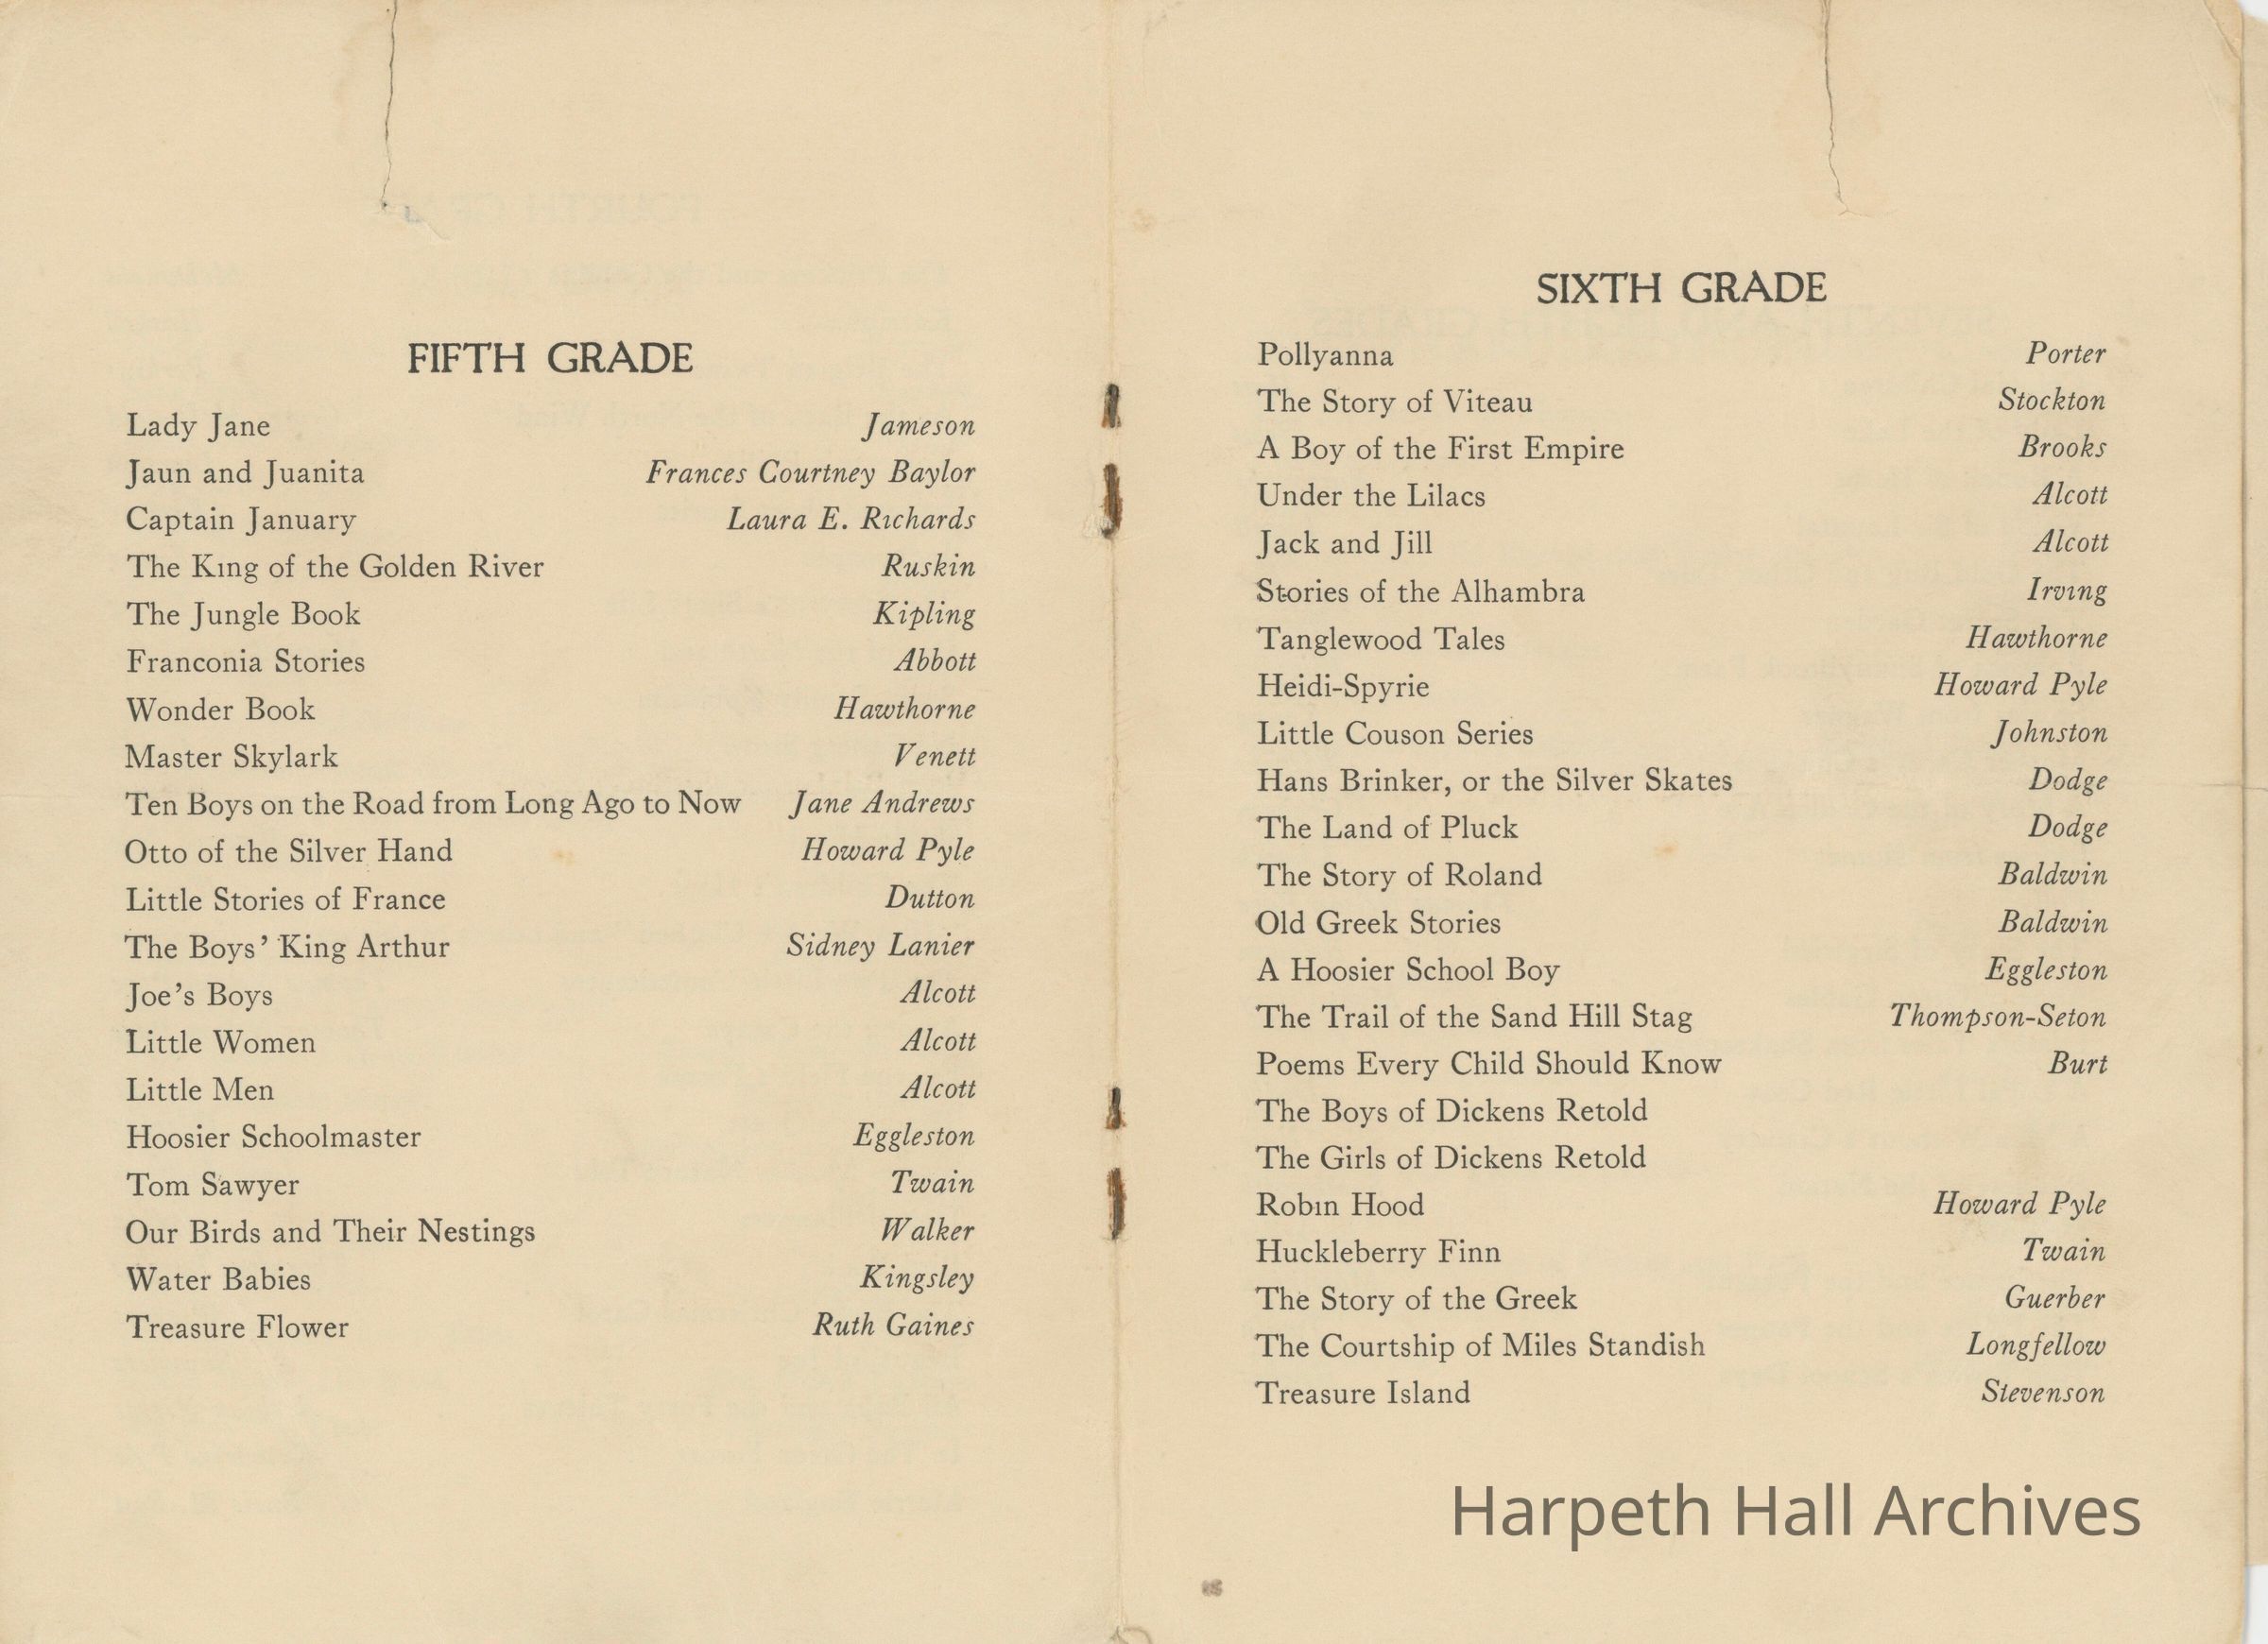 FIFTH GRADE
Lady Jane Jameson
Jaun and Juanita Frances Courtney Baylor
Captain January Laura E. Richards
The King of the Golden River Ruskin
The Jungle Book Kipling
Franconia Stories Abbott
Wonder Book Hawthorne
Master Skylark Venett
Ten Boys on the Road from Long Ago to Now Jane Andrews
Otto of the Silver Hand Howard Pyle
Little Stories of France Dutton
The Boys' King Arthur Sidney Lanier
Joe's Boys Alcott
Little Women Alcott
Little Men Alcott
Hoosier Schoolmaster Eggleston
Tom Sawyer Twain
Our Birds and Their Nestings Walker
Water Babies Kingsley
Treasure Flower Ruth Gaines
SIXTH GRADE
Pollyanna Porter
The Story of Viteau Stockton
A Boy of the First Empire Brooks
Under the Lilacs Alcott
Jack and Jill Alcott
Stories of the Alhambra Irving
Tanglewood Tales Hawthorne
Heidi-Spyrie Howard Pyle
Little Couson Series Johnston
Hans Brinker, or the Silver Skates Dodge
The Land of Pluck Dodge
The Story of Roland Baldwin
Old Greek Stories Baldwin
A Hoosier School Boy Eggleston
The Trail of the Sand Hill Stag Thompson-Seton
Poems Every Child Should Know Burt
The Boys of Dickens Retold
The Girls of Dickens Retold
Robin Hood Howard Pyle
Huckleberry Finn Twain
The Story of the Greek Guerber
The Courtship of Miles Standish Longfellow
Treasure Island Stevenson
Harpeth Hall Archives